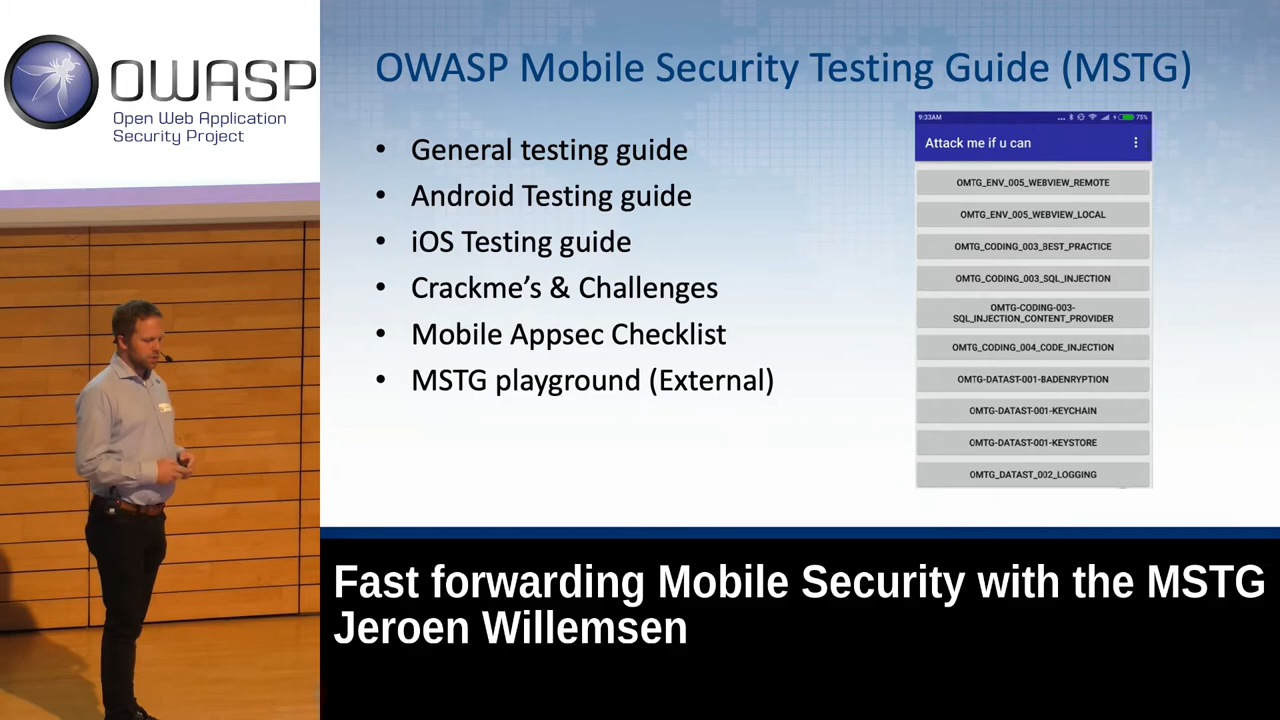 OWASP
Open Web Application
Security Project
OWASP Mobile Security Testing Guide (MSTG)
• General testing guide
• Android Testing guide
• iOS Testing guide
• Crackme's & Challenges
• Mobile Appsec Checklist
• MSTG playground (External)
9:33AM
75%
Attack me if u can
OMTG_ENV_005_WEBVIEW_REMOTE
OMTG_ENV_005_WEBVIEW_LOCAL
OMTG_CODING_003_BEST_PRACTICE
OMTG_CODING_003_SQL_INJECTION
OMTG-CODING-003-
SQL_INJECTION_CONTENT_PROVIDER
OMTG_CODING_004_CODE_INJECTION
OMTG-DATAST-001-BADENRYPTION
OMTG-DATAST-001-KEYCHAIN
OMTG-DATAST-001-KEYSTORE
OMTG_DATAST_002_LOGGING
Fast forwarding Mobile Security with the MSTG
Jeroen Willemsen